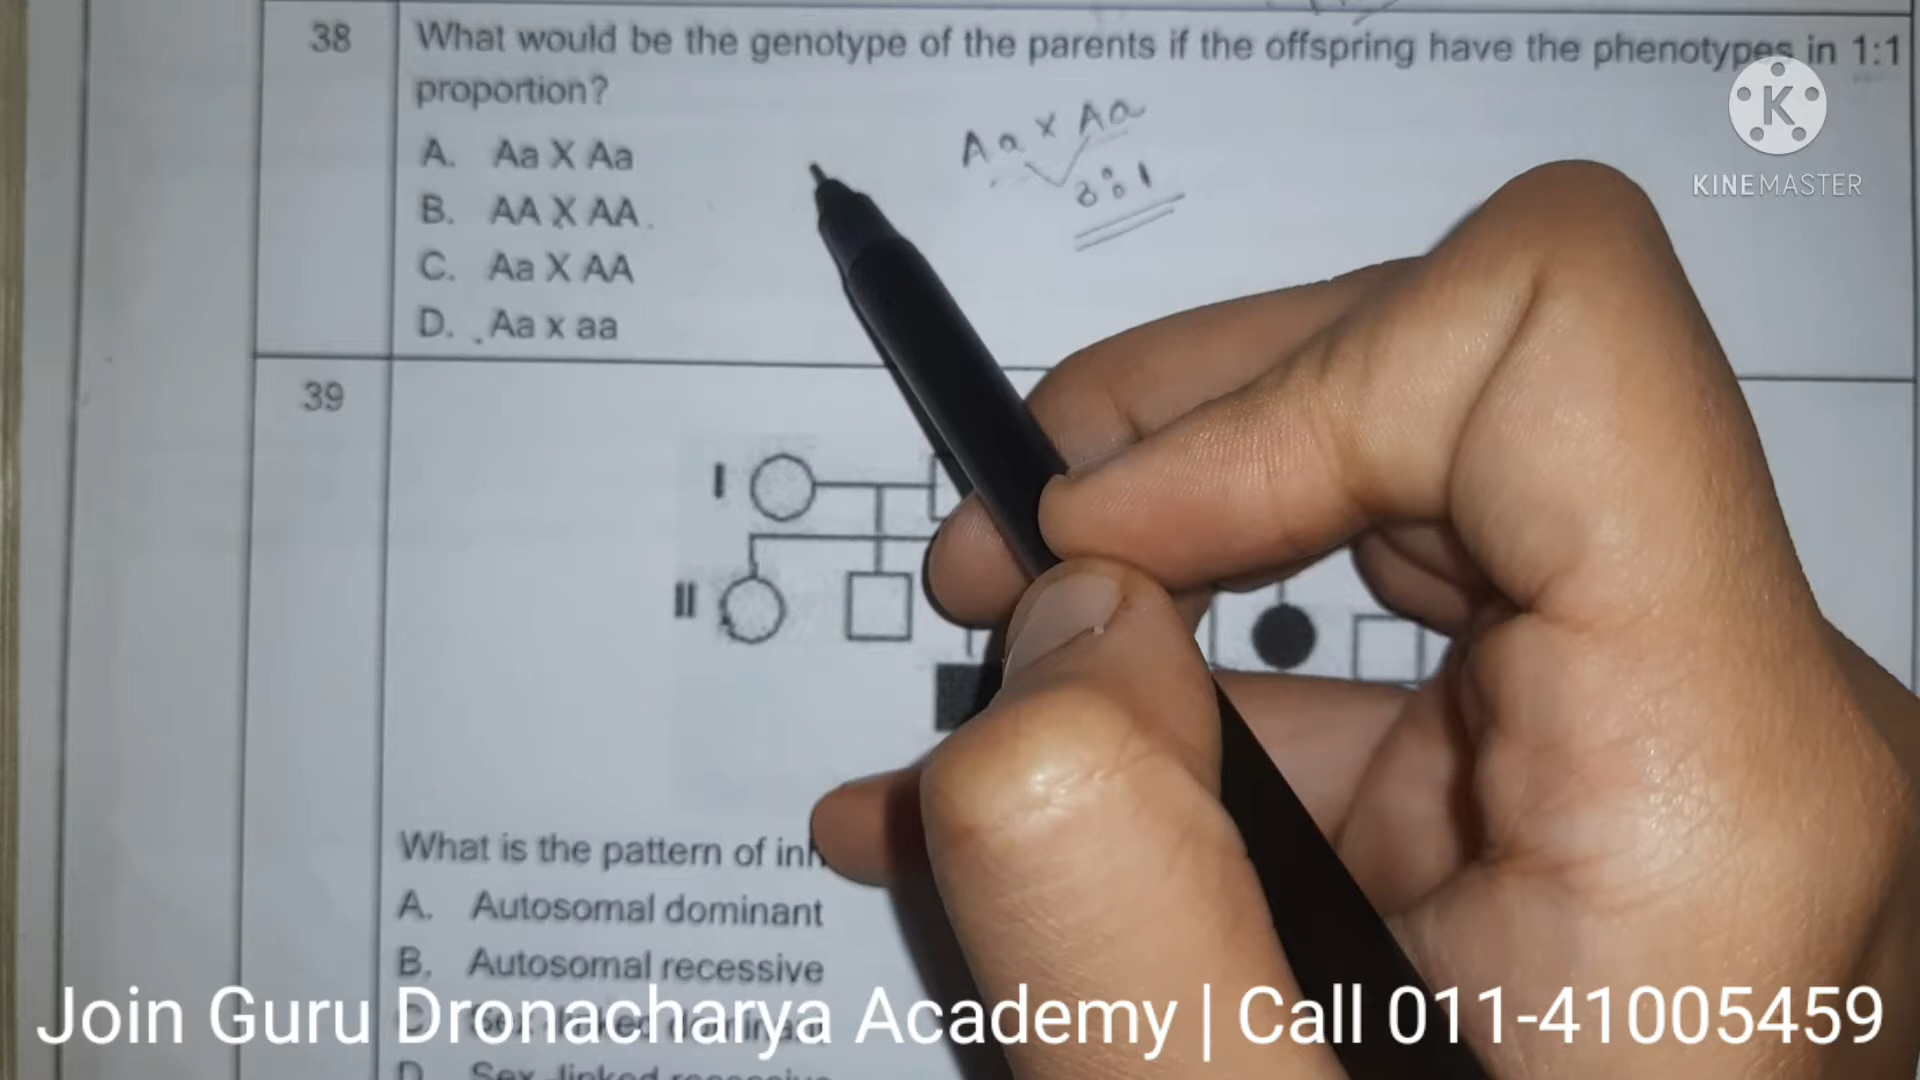 38
What would be the genotype of the parents if the offspring have the phenotypes in 1:1
proportion?
A. Aa X Aa
B. AA X AA
C. Aa X AA
D. Aa x aa
Aa x Aa
3:1
K
KINEMASTER
39
I
II
What is the pattern of
A. Autosomal dominant
B. Autosomal recessive
Join Guru Dronacharya Academy | Call 011-41005459